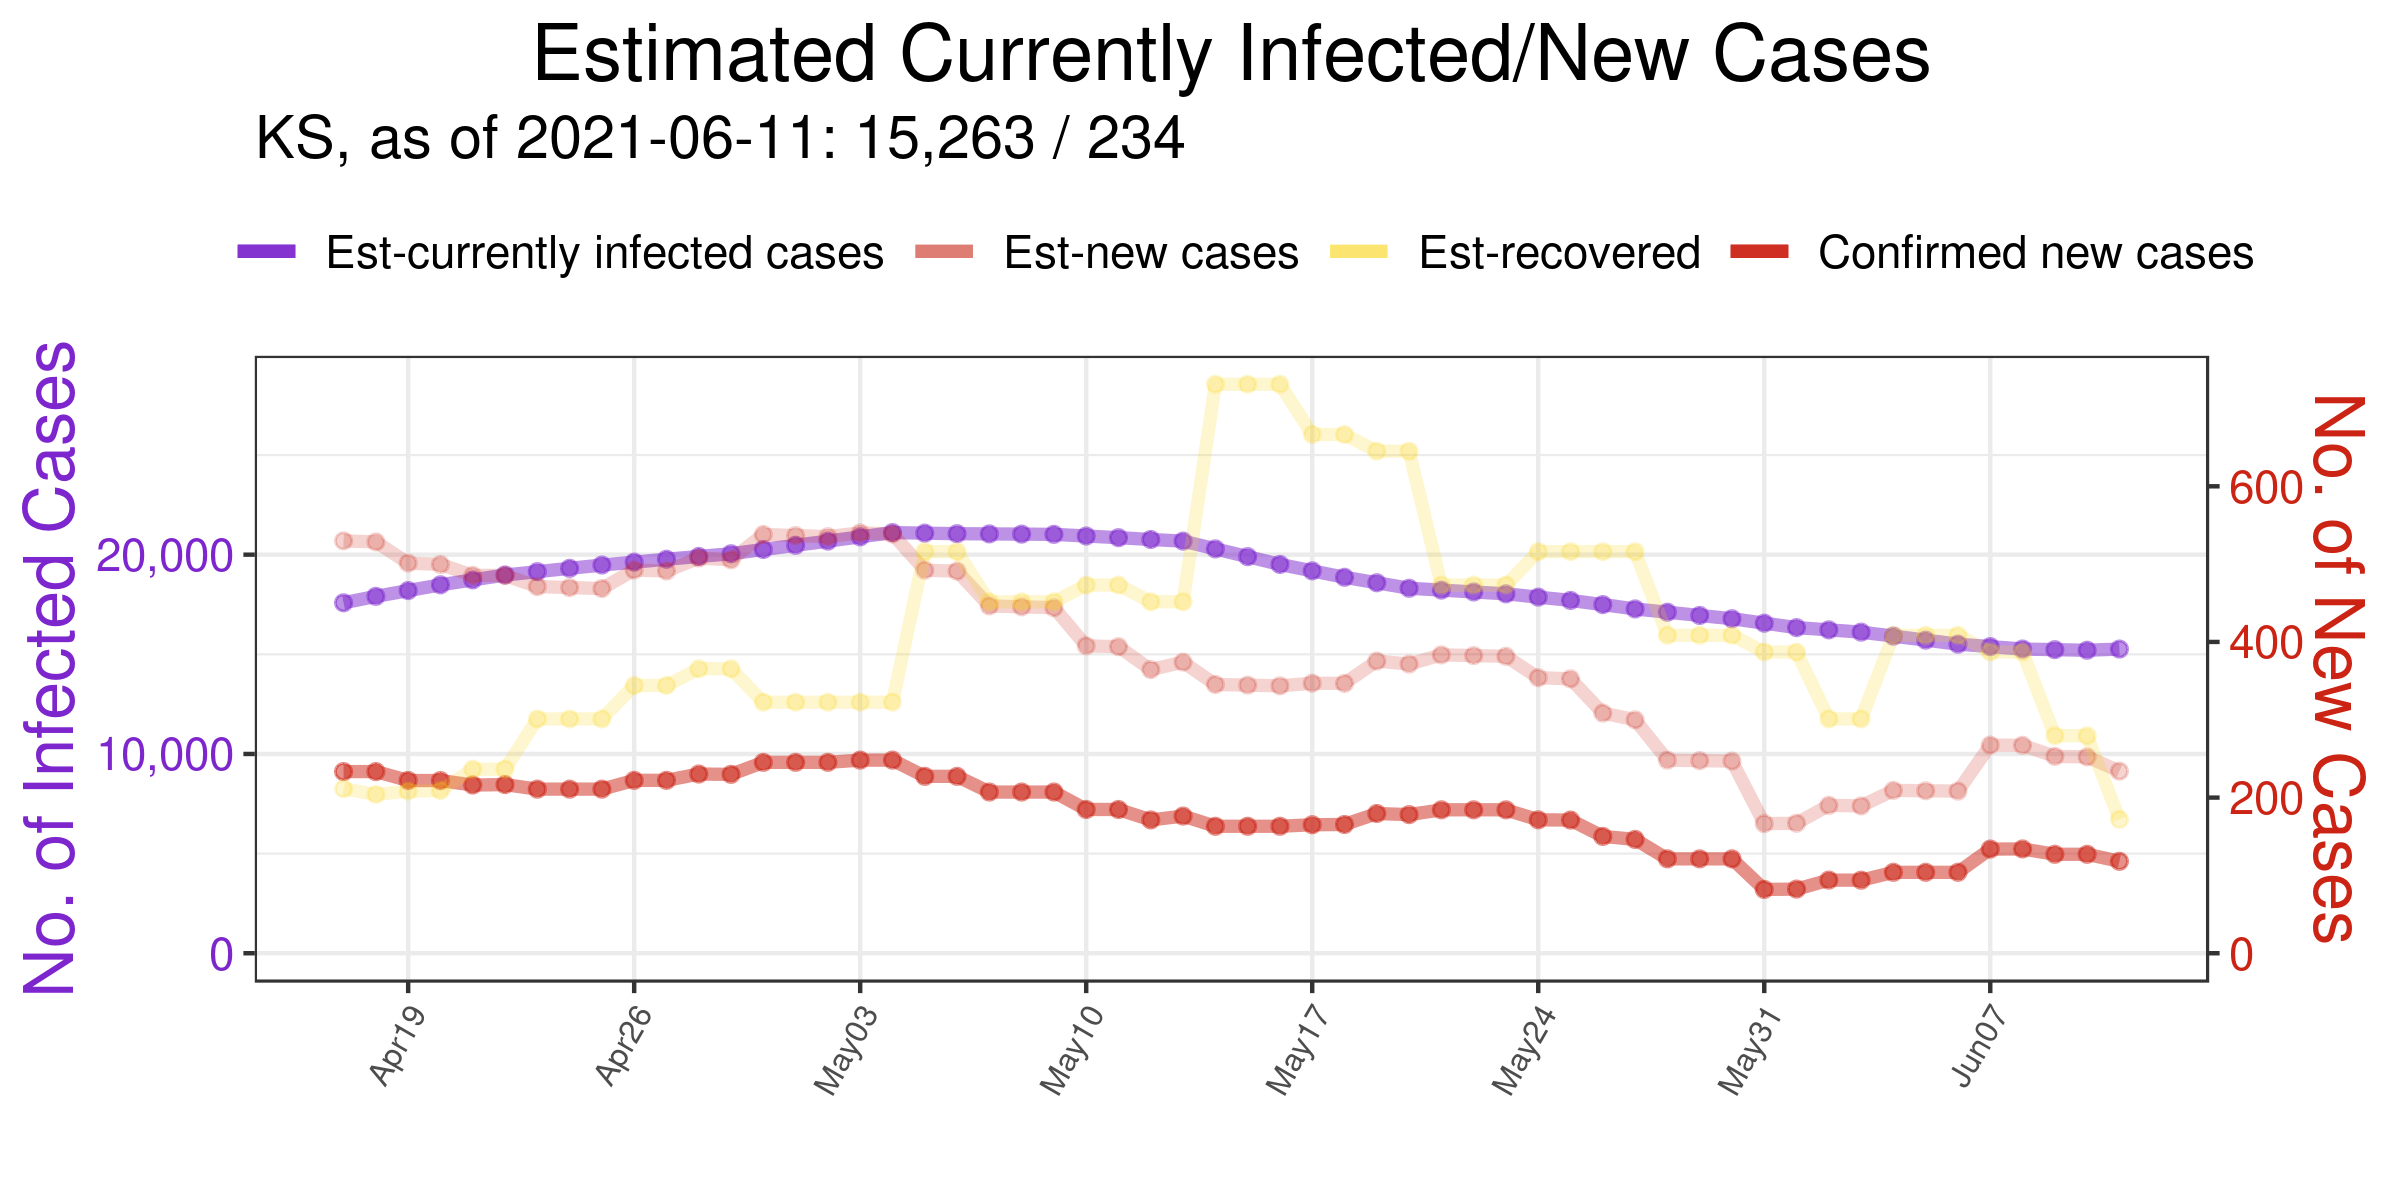 Estimated Currently Infected/New Cases
KS, as of 2021-06-11: 15,263 / 234
Est-currently infected cases Est-new cases Est-recovered Confirmed new cases
No. of Infected Cases
20,000
10,000
0
No. of New Cases
600
400
200
0
Apr19 Apr26 May03 May10 May17 May24 May31 Jun07